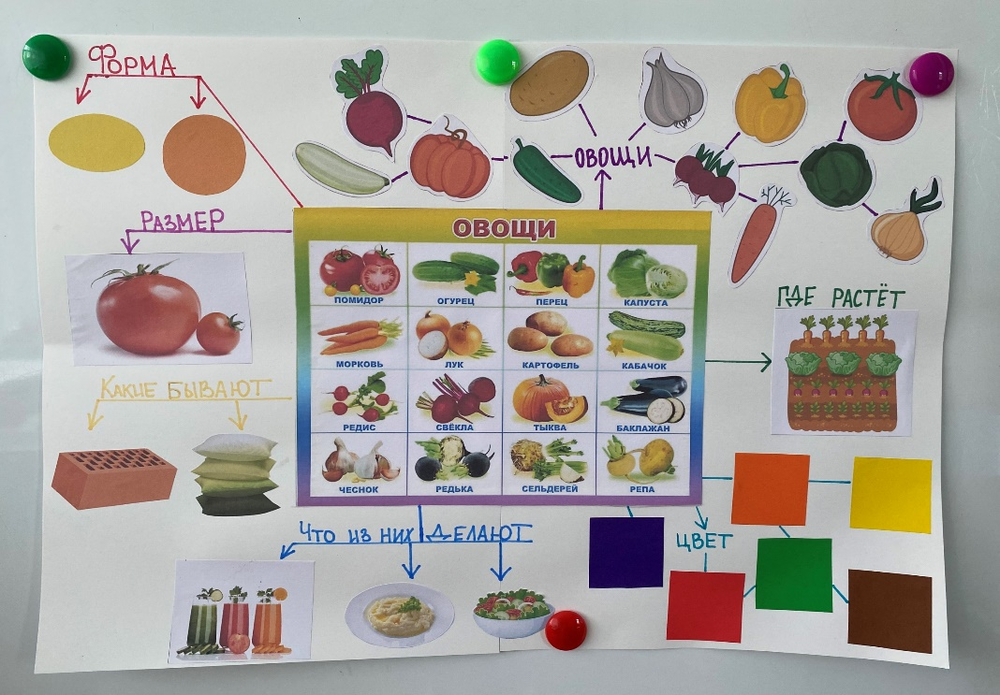 ФОРМА
ОВОЩИ
РАЗМЕР
ОВОЩИ
ПОМИДОР ОГУРЕЦ ПЕРЕЦ КАПУСТА
МОРКОВЬ ЛУК КАРТОФЕЛЬ КАБАЧОК
РЕДИС СВЁКЛА ТЫКВА БАКЛАЖАН
ЧЕСНОК РЕДЬКА СЕЛЬДЕРЕЙ РЕПА
ГДЕ РАСТЁТ
КАКИЕ БЫВАЮТ
ЧТО ИЗ НИХ ДЕЛАЮТ
ЦВЕТ